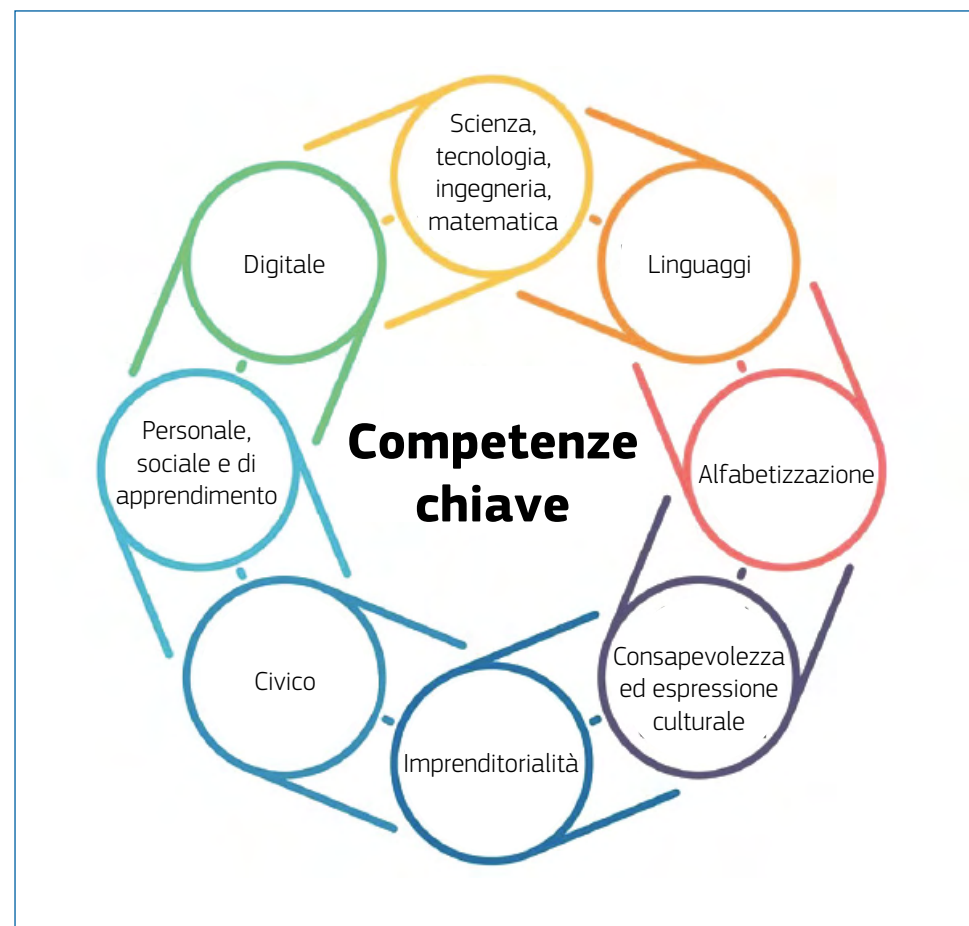 Scienza,
tecnologia,
ingegneria,
matematica
Linguaggi
Alfabetizzazione
Consapevolezza
ed espressione
culturale
Imprenditorialità
Civico
Personale,
sociale e di
apprendimento
Digitale
Competenze
chiave